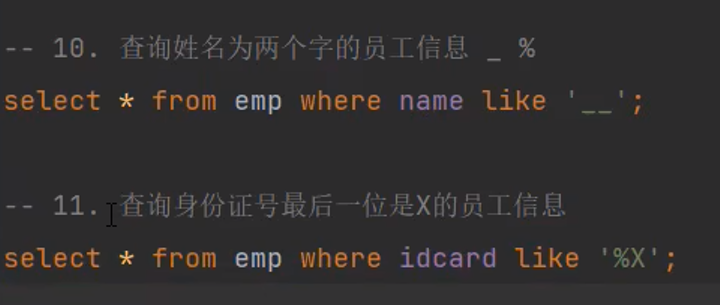 -- 10. 查询姓名为两个字的员工信息 _ %
select * from emp where name like '__';
-- 11. 查询身份证号最后一位是X的员工信息
select * from emp where idcard like '%X';